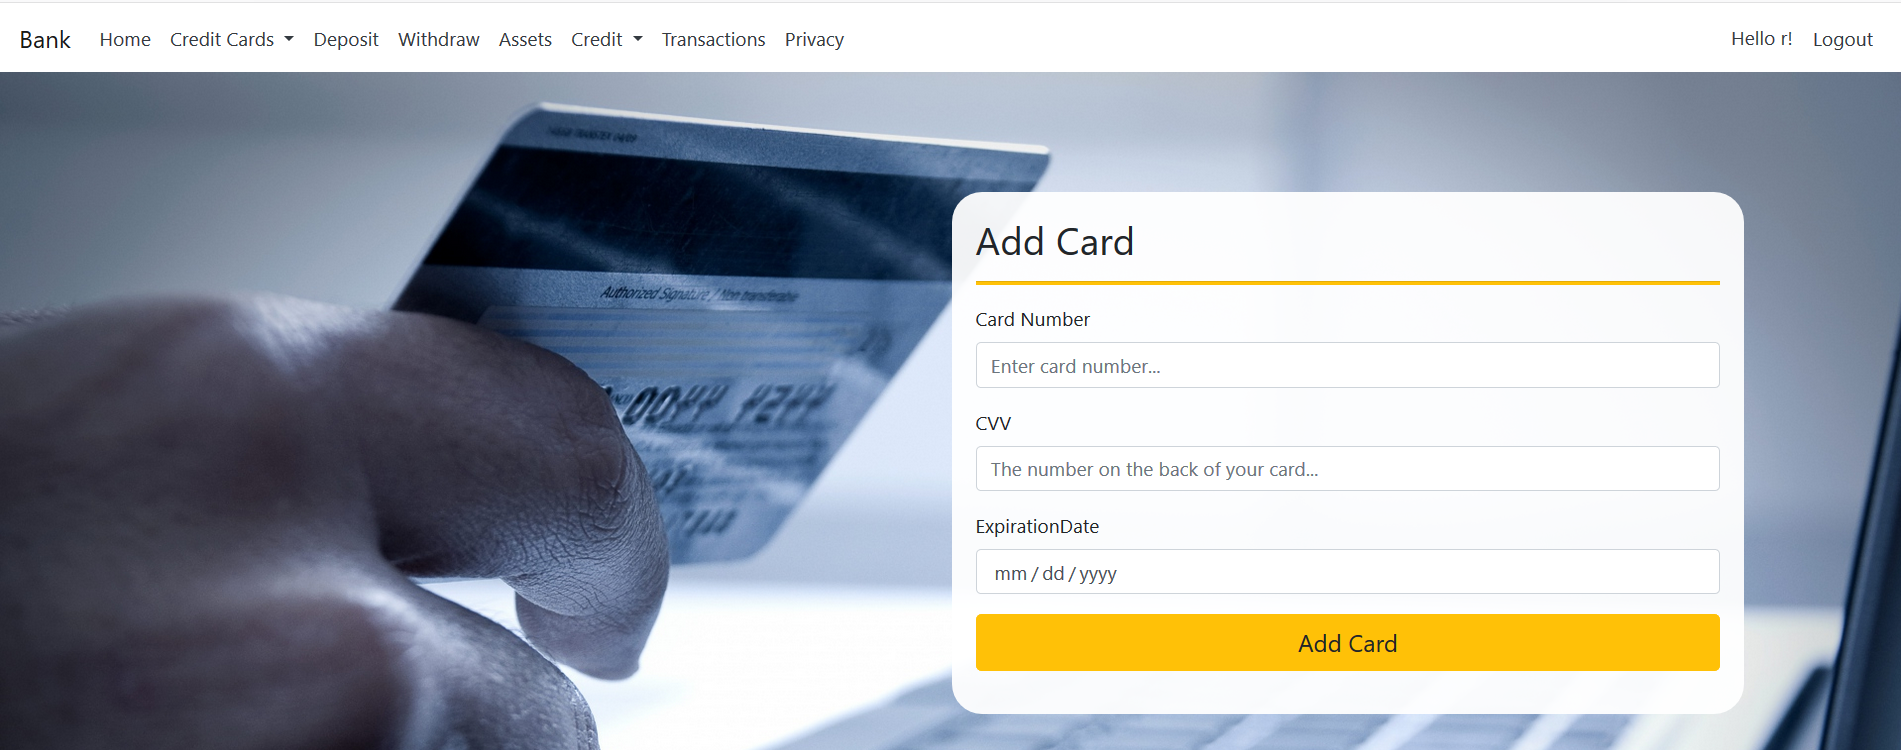 Bank Home Credit Cards Deposit Withdraw Assets Credit Transactions Privacy Hello r! Logout
Authorized Signature / Non transferable
Add Card
Card Number
Enter card number...
CVV
The number on the back of your card...
ExpirationDate
mm/dd/yyyy
Add Card